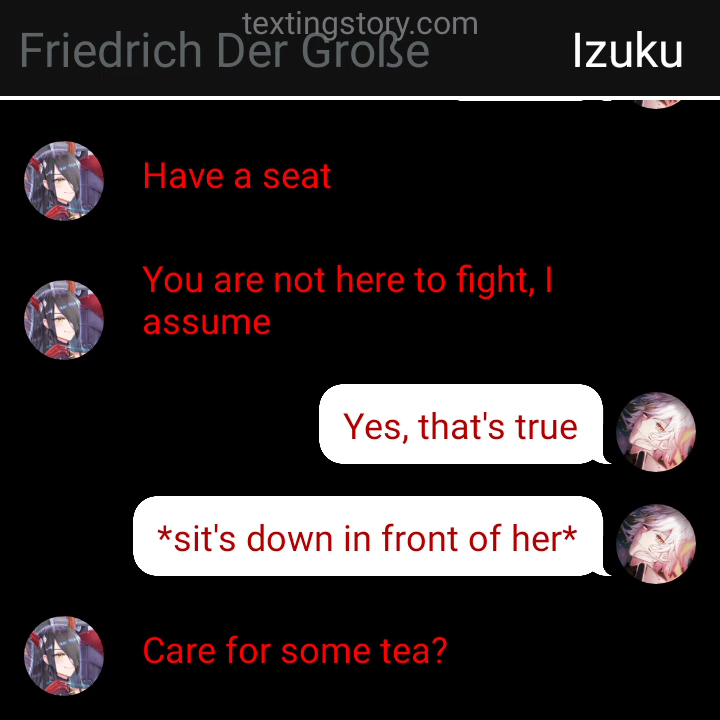 textingstory.com
Friedrich Der Große
Izuku
Have a seat
You are not here to fight, I
assume
Yes, that's true
*sit's down in front of her*
Care for some tea?